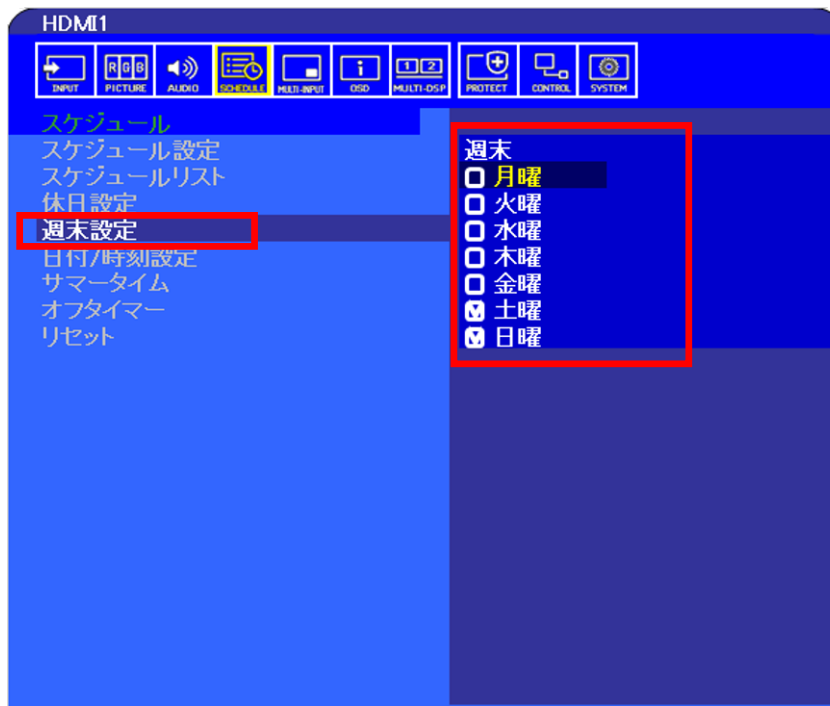 HDMI1
RGB 1 2
INPUT PICTURE AUDIO SCHEDULE MULTI-INPUT OSD MULTI-DSP PROTECT CONTROL SYSTEM
スケジュール
スケジュール設定
スケジュールリスト
休日設定
週末設定
日付/時刻設定
サマータイム
オフタイマー
リセット
週末
月曜
火曜
水曜
木曜
金曜
土曜
日曜